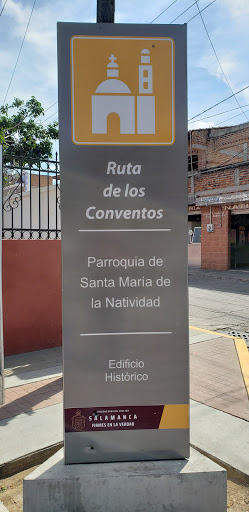 Ruta
de los
Conventos
Parroquia de
Santa María de
la Natividad
Edificio
Histórico
SALAMANCA
FIRMES EN LA VERDAD